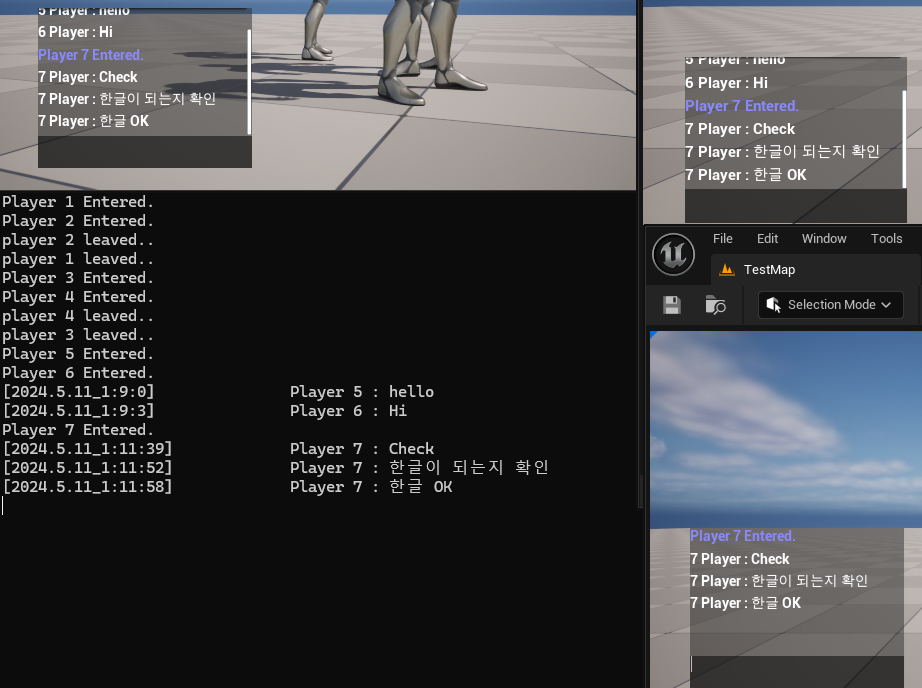 5 Player : hello
6 Player : Hi
Player 7 Entered.
7 Player : Check
7 Player : 한글이 되는지 확인
7 Player : 한글 OK
5 Player : hello
6 Player : Hi
Player 7 Entered.
7 Player : Check
7 Player : 한글이 되는지 확인
7 Player : 한글 OK
Player 1 Entered.
Player 2 Entered.
player 2 leaved..
player 1 leaved..
Player 3 Entered.
Player 4 Entered.
player 4 leaved..
player 3 leaved..
Player 5 Entered.
Player 6 Entered.
[2024.5.11_1:9:0] Player 5 : hello
[2024.5.11_1:9:3] Player 6 : Hi
Player 7 Entered.
[2024.5.11_1:11:39] Player 7 : Check
[2024.5.11_1:11:52] Player 7 : 한글이 되는지 확인
[2024.5.11_1:11:58] Player 7 : 한글 OK
File Edit Window Tools
TestMap
Selection Mode
Player 7 Entered.
7 Player : Check
7 Player : 한글이 되는지 확인
7 Player : 한글 OK